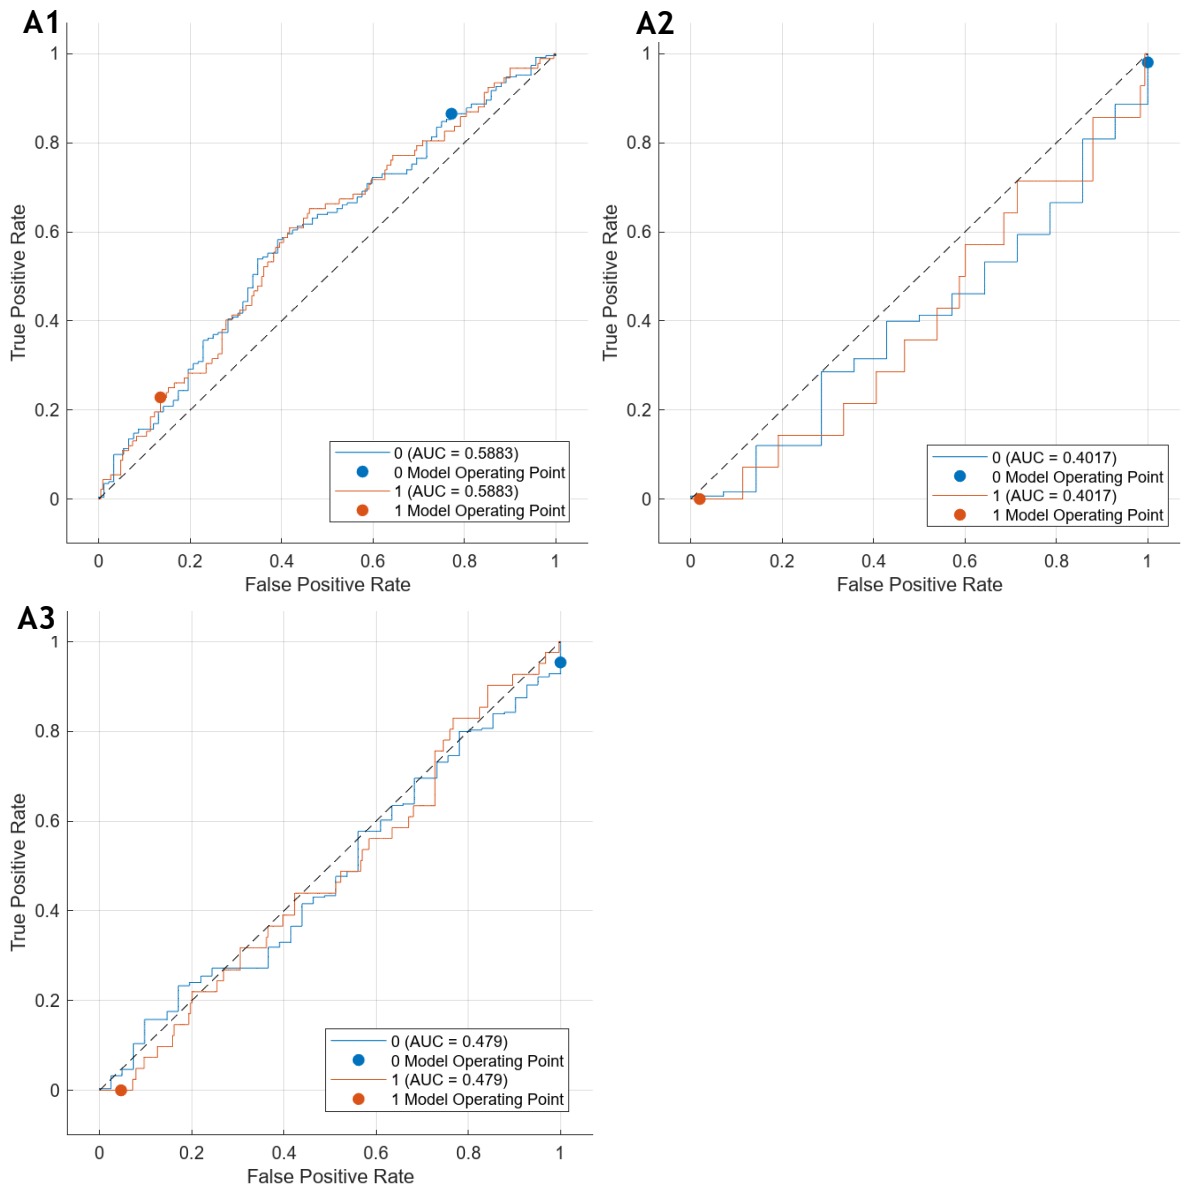 A1
1
0.8
0.6
0.4
0.2
0
True Positive Rate
0 (AUC = 0.5883)
0 Model Operating Point
1 (AUC = 0.5883)
1 Model Operating Point
0 0.2 0.4 0.6 0.8 1
False Positive Rate
A2
1
0.8
0.6
0.4
0.2
0
True Positive Rate
0 (AUC = 0.4017)
0 Model Operating Point
1 (AUC = 0.4017)
1 Model Operating Point
0 0.2 0.4 0.6 0.8 1
False Positive Rate
A3
1
0.8
0.6
0.4
0.2
0
True Positive Rate
0 (AUC = 0.479)
0 Model Operating Point
1 (AUC = 0.479)
1 Model Operating Point
0 0.2 0.4 0.6 0.8 1
False Positive Rate